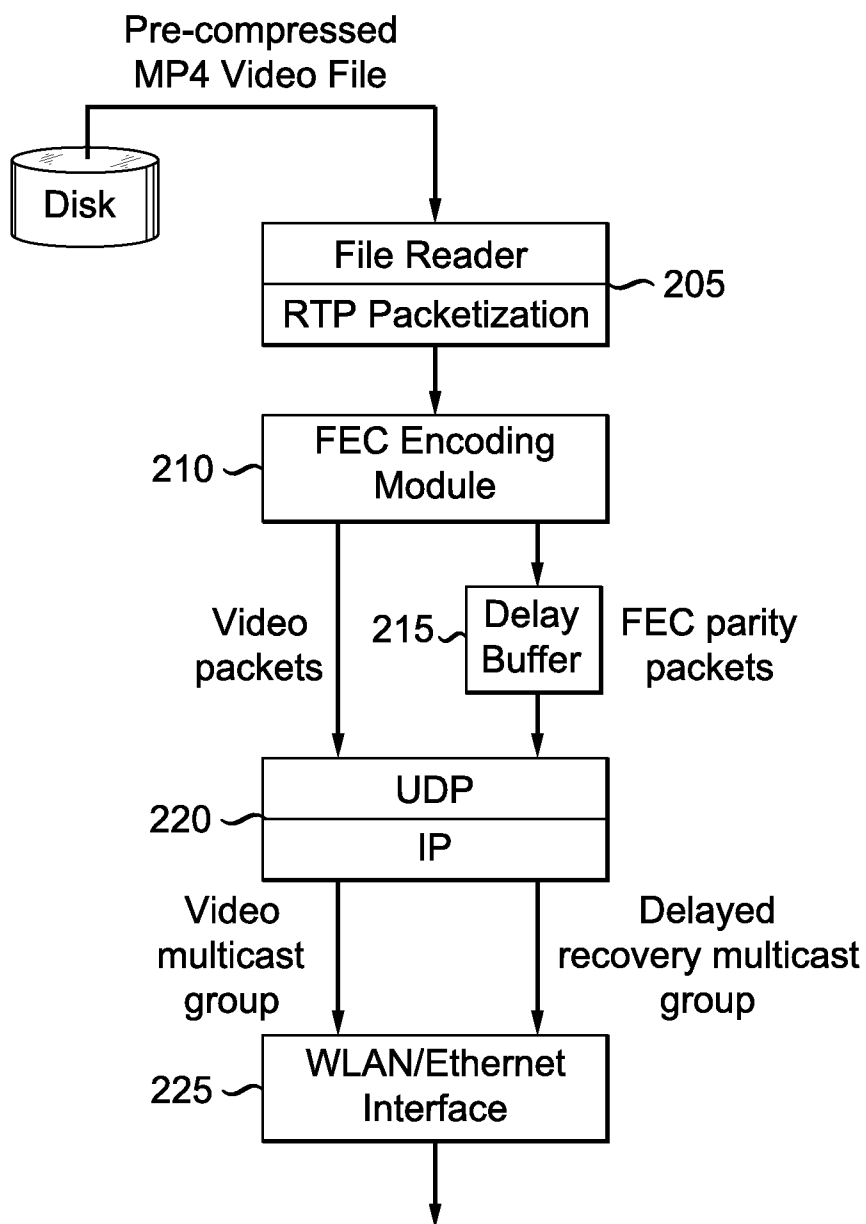 Pre-compressed
MP4 Video File
Disk
File Reader
RTP Packetization
205
210
FEC Encoding
Module
Video
packets
215
Delay
Buffer
FEC parity
packets
220
UDP
IP
Video
multicast
group
Delayed
recovery multicast
group
225
WLAN/Ethernet
Interface